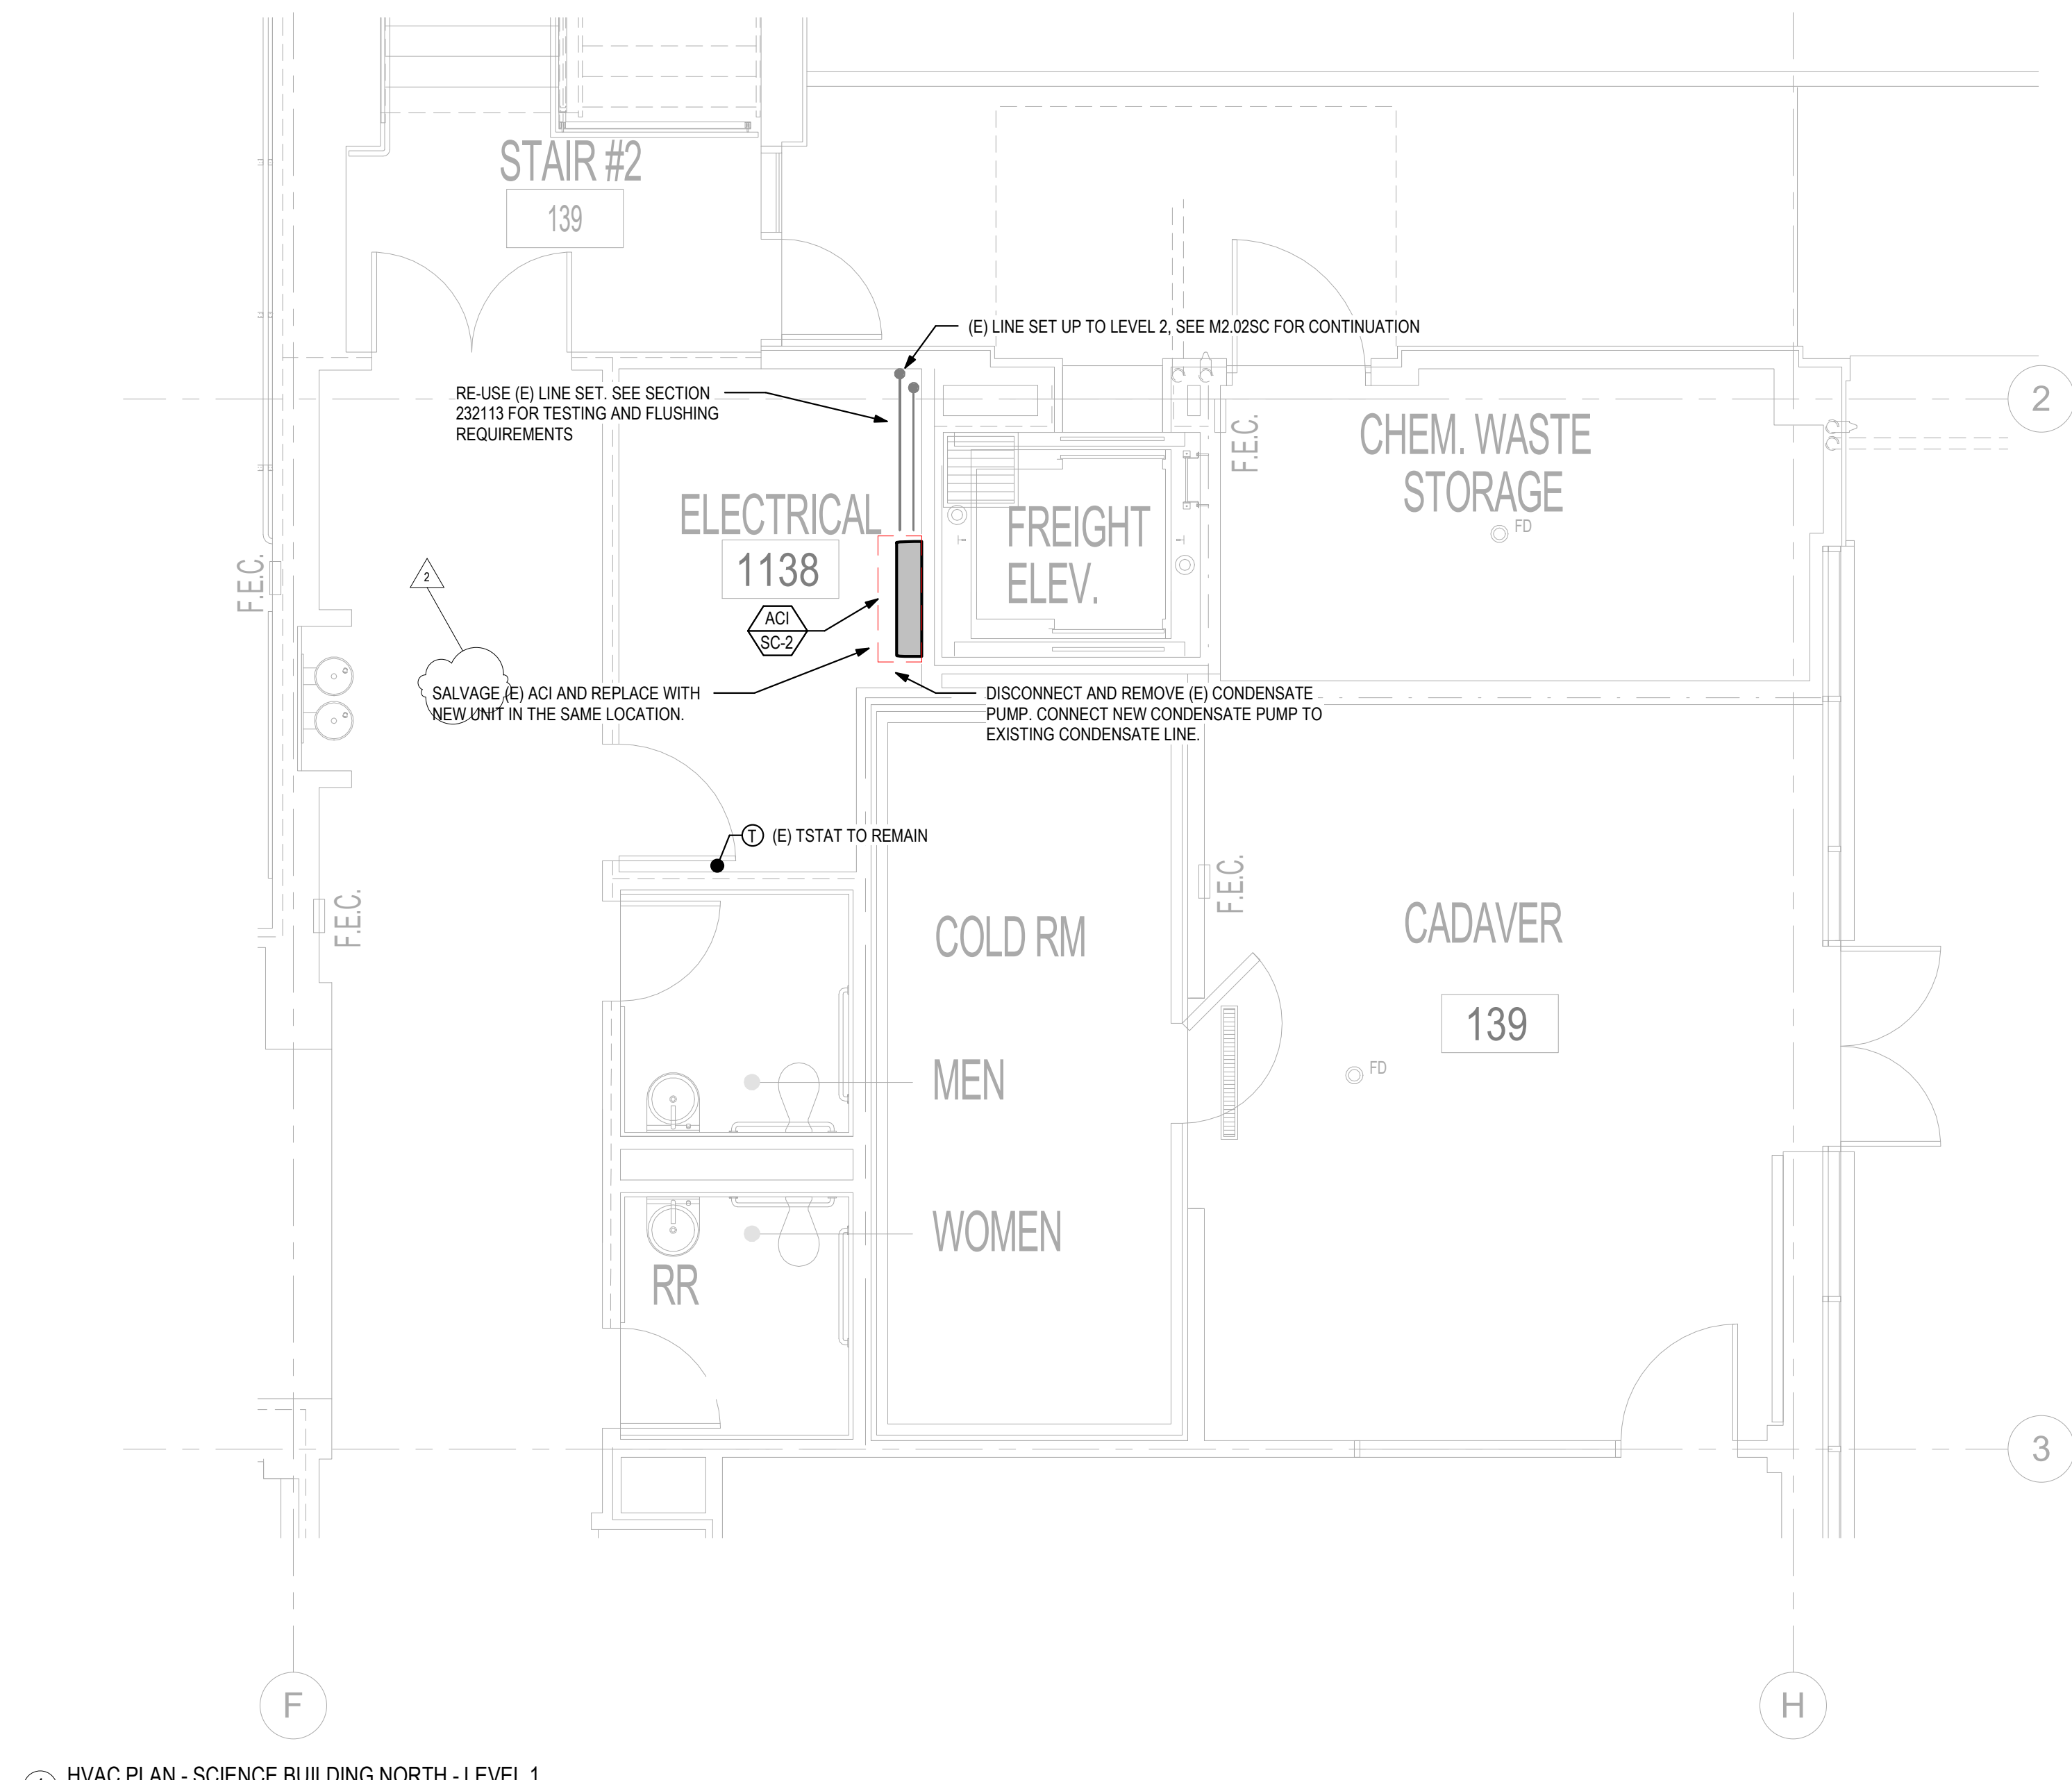 STAIR #2
139
(E) LINE SET UP TO LEVEL 2, SEE M2.02SC FOR CONTINUATION
RE-USE (E) LINE SET. SEE SECTION
232113 FOR TESTING AND FLUSHING
REQUIREMENTS
2
F.E.C.
CHEM. WASTE
STORAGE
FD
ELECTRICAL
1138
FREIGHT
ELEV.
F.E.C.
2
ACI
SC-2
SALVAGE (E) ACI AND REPLACE WITH
NEW UNIT IN THE SAME LOCATION.
DISCONNECT AND REMOVE (E) CONDENSATE
PUMP. CONNECT NEW CONDENSATE PUMP TO
EXISTING CONDENSATE LINE.
T
(E) TSTAT TO REMAIN
F.E.C.
F.E.C.
COLD RM
CADAVER
139
FD
MEN
WOMEN
RR
3
F
H
HVAC PLAN - SCIENCE BUILDING NORTH - LEVEL 1